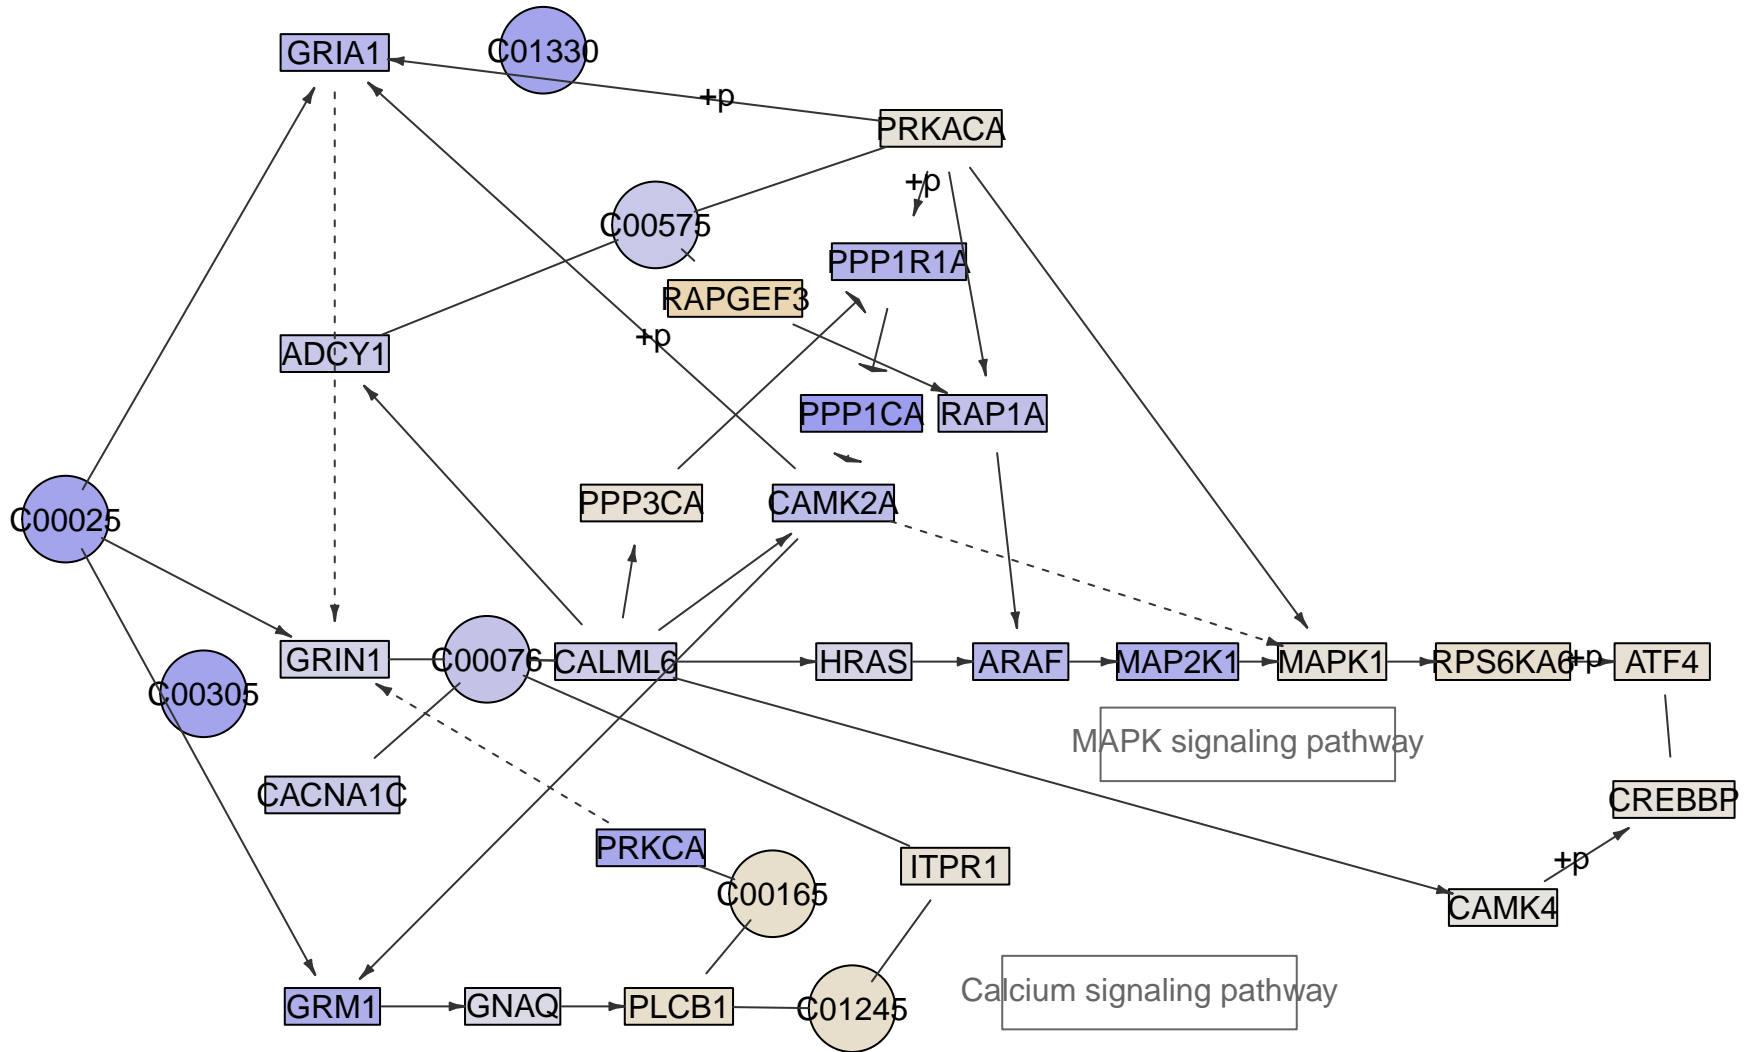 GRIA1
C01330
+p
PRKACA
+p
C00575
PPP1R1A
RAPGEF3
+p
ADCY1
PPP1CA
RAP1A
PPP3CA
CAMK2A
C00025
GRIN1
C00076
CALML6
HRAS
ARAF
MAP2K1
MAPK1
RPS6KA6
+p
ATF4
C00305
MAPK signaling pathway
CACNA1C
CREBBP
PRKCA
ITPR1
+p
C00165
CAMK4
Calcium signaling pathway
GRM1
GNAQ
PLCB1
C01245